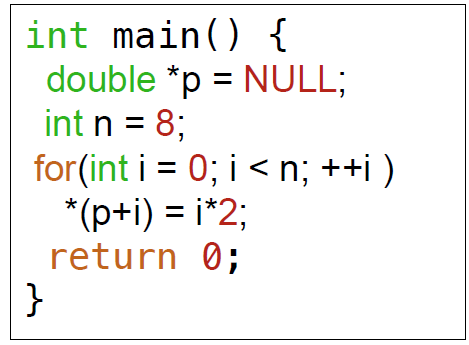 int main() {
double *p = NULL;
int n = 8;
for(int i = 0; i < n; ++i )
*(p+i) = i*2;
return 0;
}